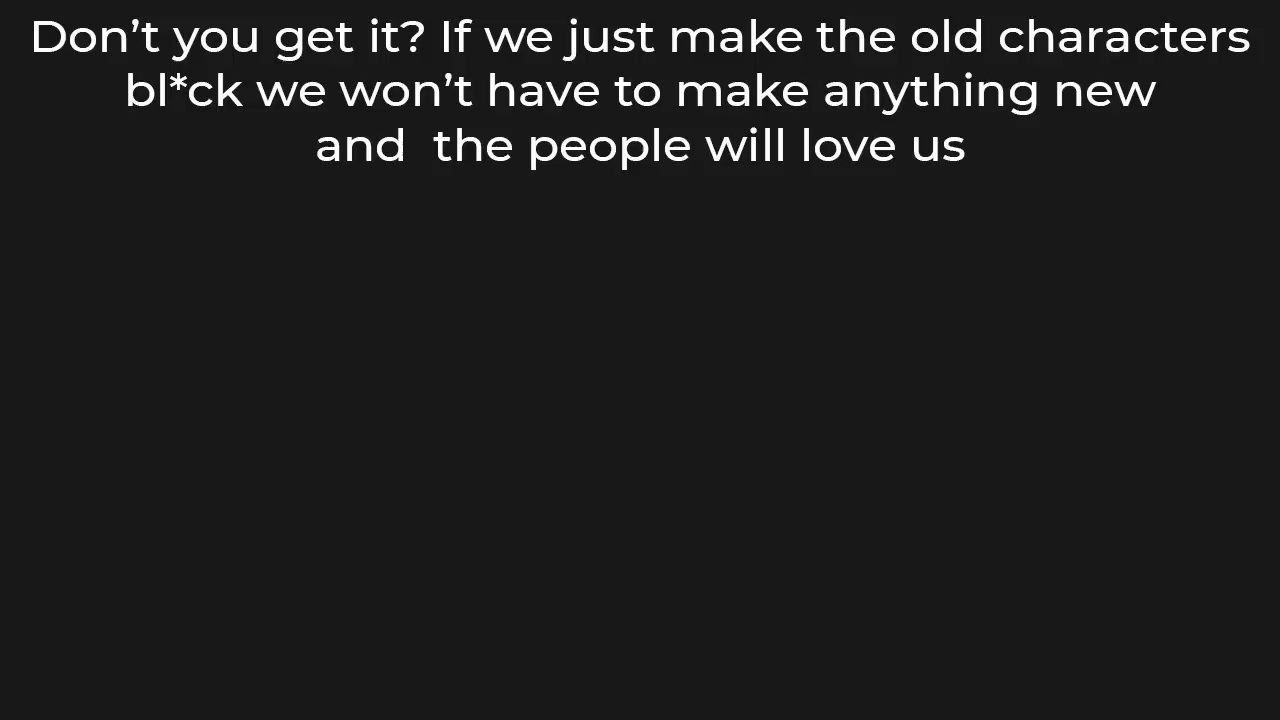 Don’t you get it? If we just make the old characters
bl*ck we won’t have to make anything new
and  the people will love us